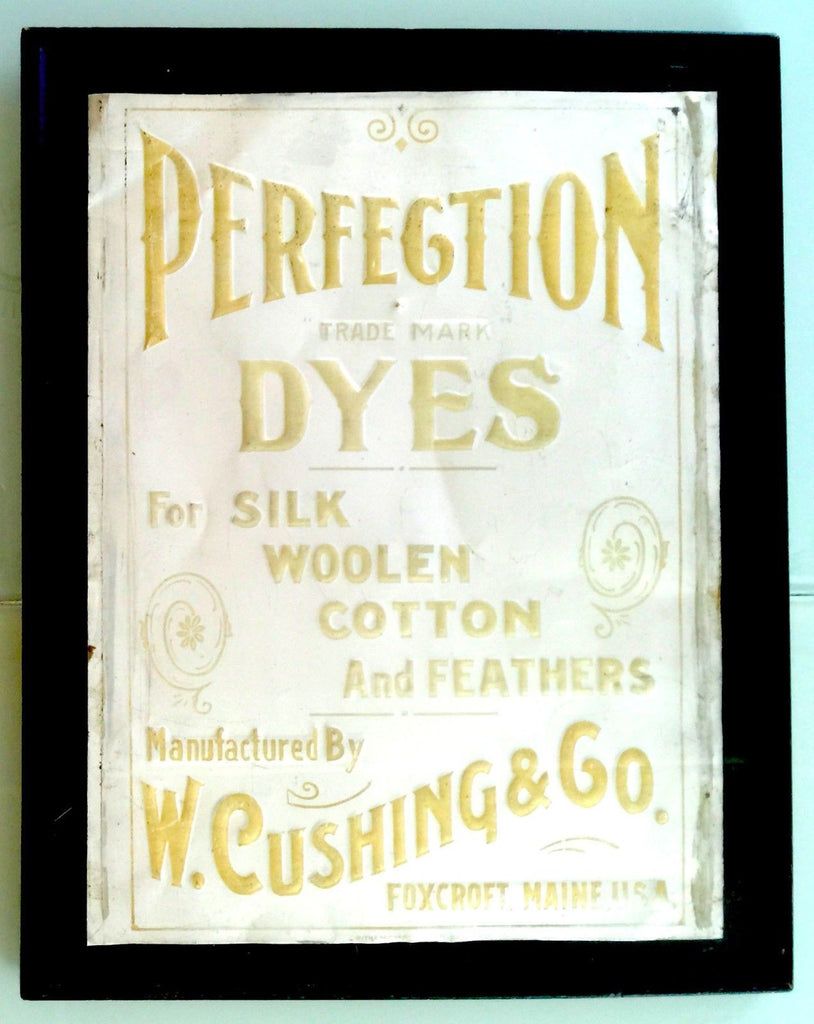 PERFECTION
"TRADE MARK"
DYES
For SILK
WOOLEN
COTTON
And FEATHERS
Manufactured By
W. CUSHING & CO.
FOXCROFT, MAINE, U.S.A.